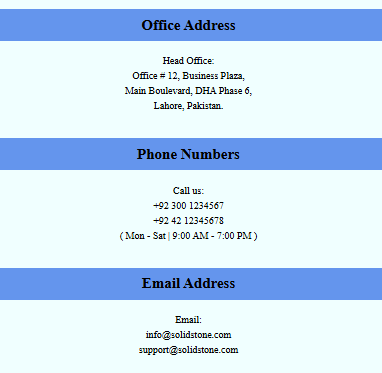 Office Address
Head Office:
Office # 12, Business Plaza,
Main Boulevard, DHA Phase 6,
Lahore, Pakistan.
Phone Numbers
Call us:
+92 300 1234567
+92 42 12345678
( Mon - Sat | 9:00 AM - 7:00 PM )
Email Address
Email:
info@solidstone.com
support@solidstone.com